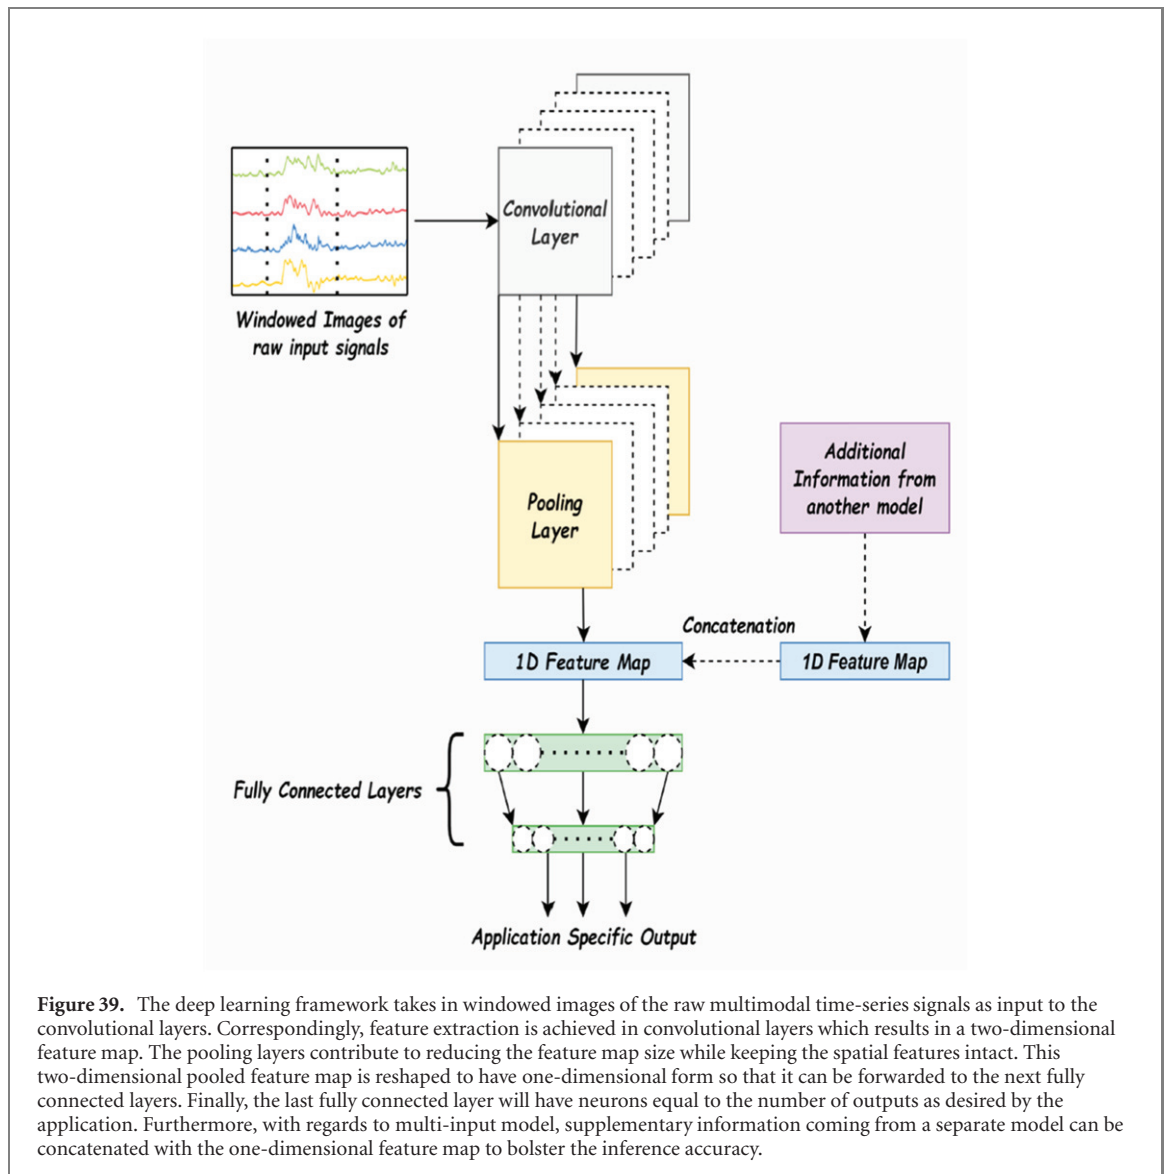 Convolutional
Layer
Windowed Images of
raw input signals
Pooling
Layer
Additional
Information from
another model
Concatenation
1D Feature Map
1D Feature Map
Fully Connected Layers
Application Specific Output
Figure 39. The deep learning framework takes in windowed images of the raw multimodal time-series signals as input to the
convolutional layers. Correspondingly, feature extraction is achieved in convolutional layers which results in a two-dimensional
feature map. The pooling layers contribute to reducing the feature map size while keeping the spatial features intact. This
two-dimensional pooled feature map is reshaped to have one-dimensional form so that it can be forwarded to the next fully
connected layers. Finally, the last fully connected layer will have neurons equal to the number of outputs as desired by the
application. Furthermore, with regards to multi-input model, supplementary information coming from a separate model can be
concatenated with the one-dimensional feature map to bolster the inference accuracy.